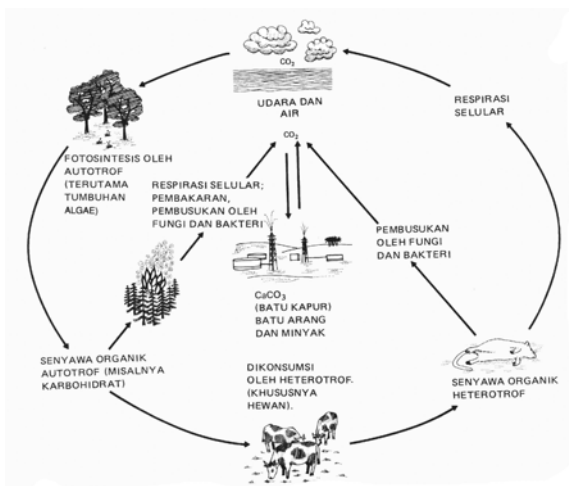 CO₂
UDARA DAN
AIR
CO₂
RESPIRASI
SELULAR
FOTOSINTESIS OLEH
AUTOTROF
(TERUTAMA
TUMBUHAN
ALGAE)
RESPIRASI SELULAR;
PEMBAKARAN,
PEMBUSUKAN OLEH
FUNGI DAN BAKTERI
PEMBUSUKAN
OLEH FUNGI
DAN BAKTERI
CaCO₃
(BATU KAPUR)
BATU ARANG
DAN MINYAK
SENYAWA ORGANIK
AUTOTROF (MISALNYA
KARBOHIDRAT)
DIKONSUMSI
OLEH HETEROTROF.
(KHUSUSNYA
HEWAN).
SENYAWA ORGANIK
HETEROTROF